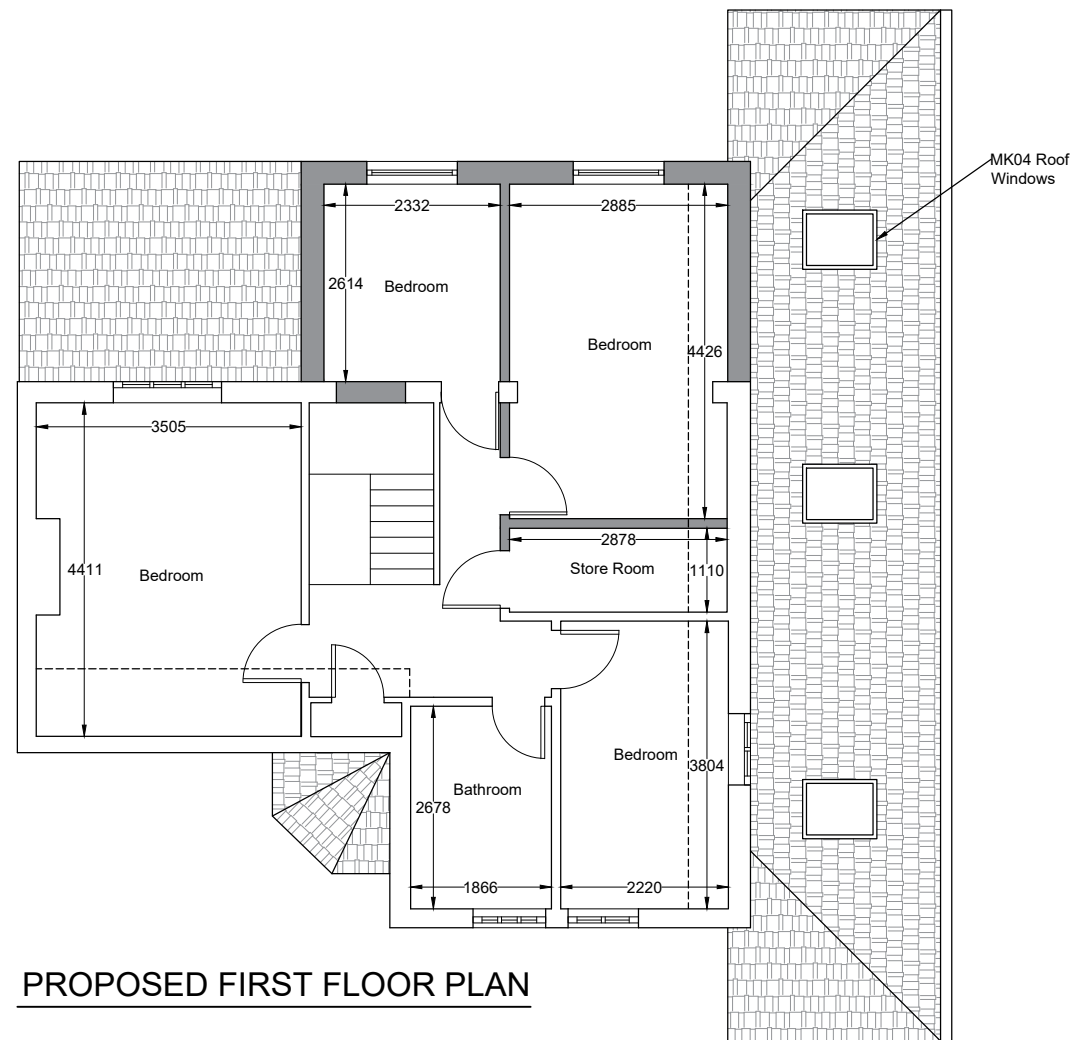 MK04 Roof
Windows
2332
2885
2614
Bedroom
Bedroom
4426
3505
2878
Store Room
1110
4411
Bedroom
Bedroom
3804
Bathroom
2678
1866
2220
PROPOSED FIRST FLOOR PLAN